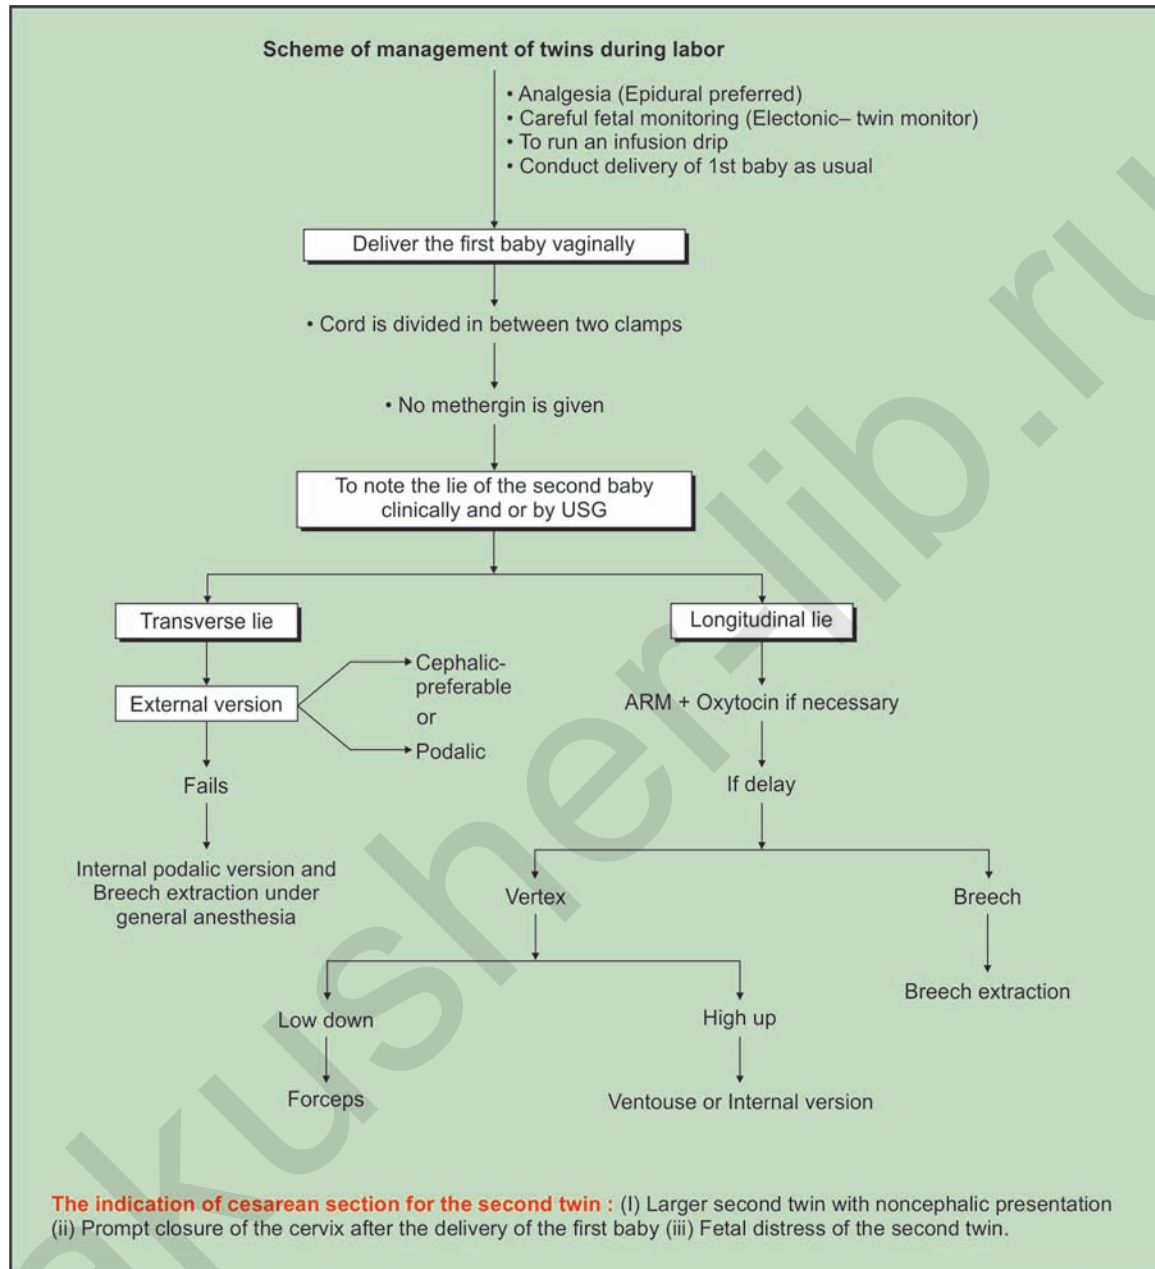 Scheme of management of twins during labor
• Analgesia (Epidural preferred)
• Careful fetal monitoring (Electonic– twin monitor)
• To run an infusion drip
• Conduct delivery of 1st baby as usual
Deliver the first baby vaginally
• Cord is divided in between two clamps
• No methergin is given
To note the lie of the second baby
clinically and or by USG
Transverse lie
Longitudinal lie
External version
Cephalic-
preferable
or
Podalic
ARM + Oxytocin if necessary
Fails
If delay
Internal podalic version and
Breech extraction under
general anesthesia
Vertex
Breech
Breech extraction
Low down
High up
Forceps
Ventouse or Internal version
The indication of cesarean section for the second twin : (I) Larger second twin with noncephalic presentation
(ii) Prompt closure of the cervix after the delivery of the first baby (iii) Fetal distress of the second twin.
akusher-lib.ru